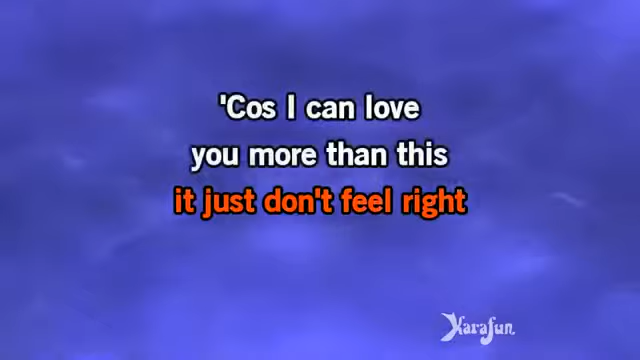 'Cos I can love
you more than this
it just don't feel right
Karafun